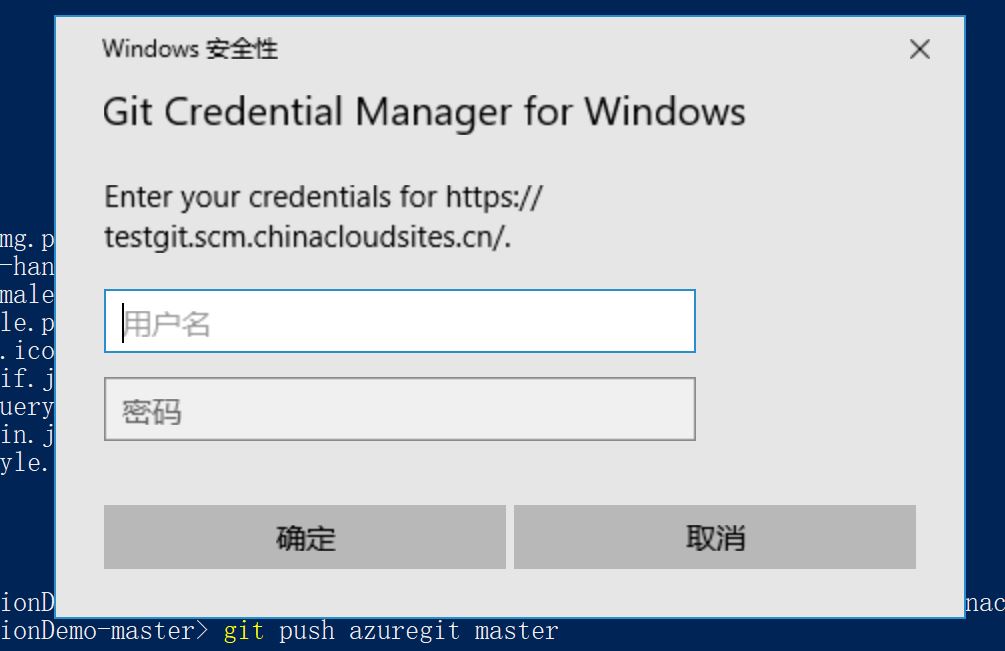 Windows 安全性
Git Credential Manager for Windows
Enter your credentials for https://
testgit.scm.chinacloudsites.cn/.
mg.p
-han
male
le.p
.ico
if.j
uery
in.j
yle.
用户名
密码
确定
取消
ionD
nac
ionDemo-master> git push azuregit master